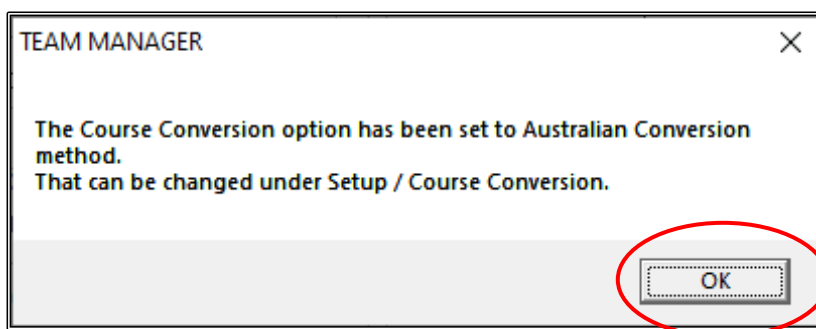 TEAM MANAGER
The Course Conversion option has been set to Australian Conversion
method.
That can be changed under Setup / Course Conversion.
OK